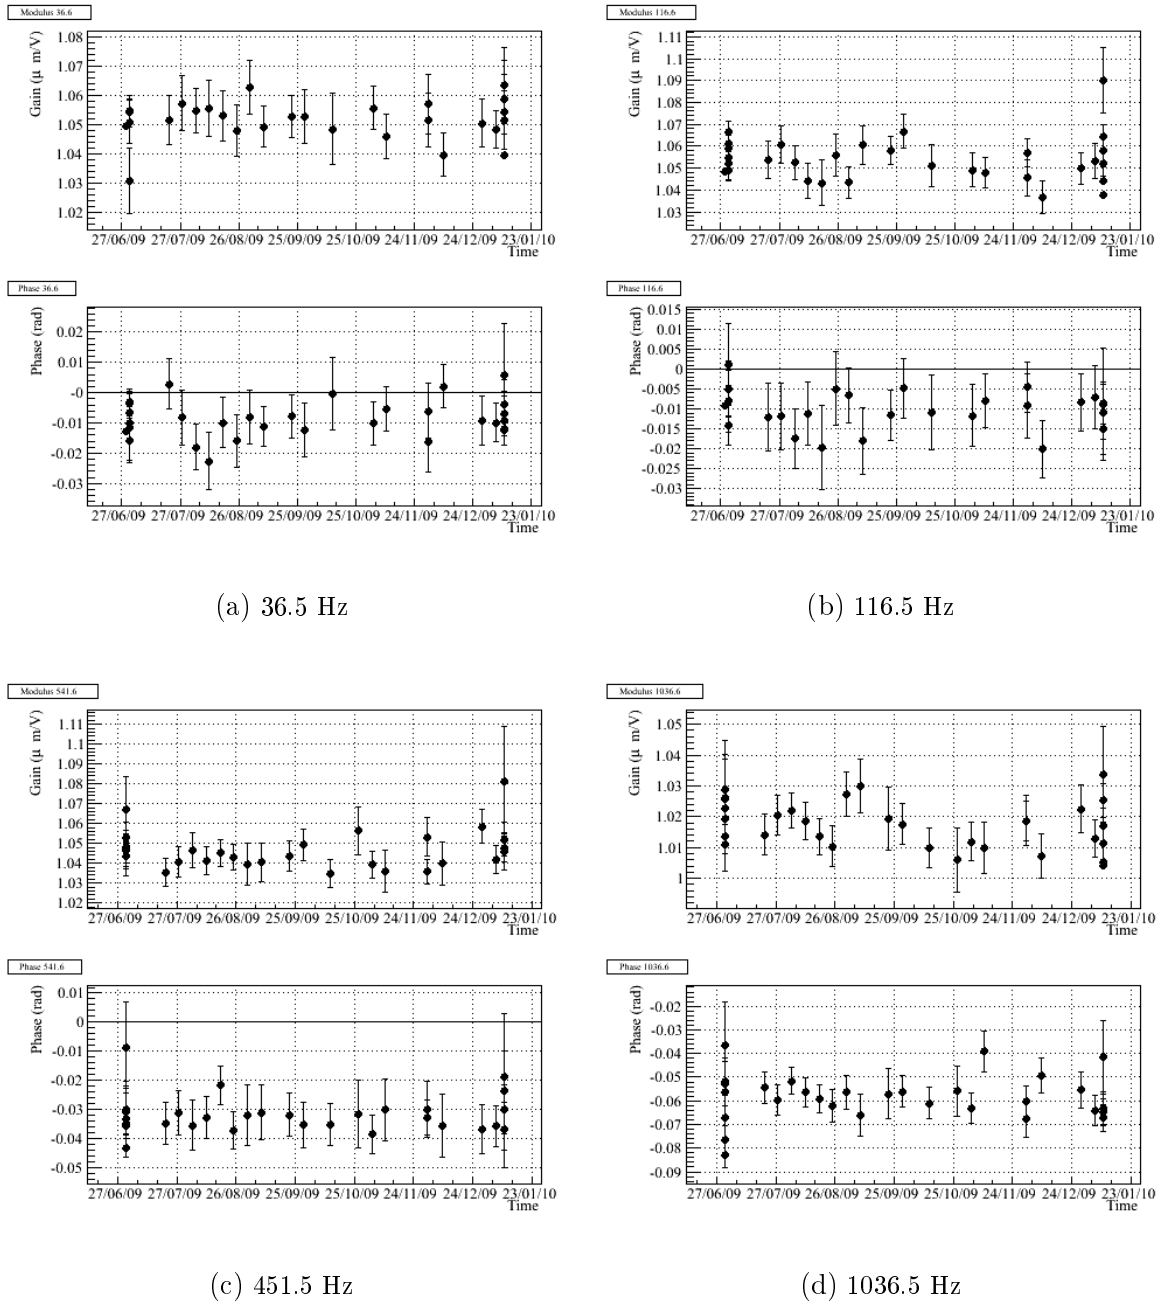 Modulus 36.6
Gain (μ m/V)
1.08
1.07
1.06
1.05
1.04
1.03
1.02
27/06/09 27/07/09 26/08/09 25/09/09 25/10/09 24/11/09 24/12/09 23/01/10
Time
Modulus 116.6
Gain (μ m/V)
1.11
1.1
1.09
1.08
1.07
1.06
1.05
1.04
1.03
27/06/09 27/07/09 26/08/09 25/09/09 25/10/09 24/11/09 24/12/09 23/01/10
Time
Phase 36.6
Phase (rad)
0.02
0.01
-0
-0.01
-0.02
-0.03
27/06/09 27/07/09 26/08/09 25/09/09 25/10/09 24/11/09 24/12/09 23/01/10
Time
Phase 116.6
Phase (rad)
0.015
0.01
0.005
0
-0.005
-0.01
-0.015
-0.02
-0.025
-0.03
27/06/09 27/07/09 26/08/09 25/09/09 25/10/09 24/11/09 24/12/09 23/01/10
Time
(a) 36.5 Hz
(b) 116.5 Hz
Modulus 541.6
Gain (μ m/V)
1.11
1.1
1.09
1.08
1.07
1.06
1.05
1.04
1.03
1.02
27/06/09 27/07/09 26/08/09 25/09/09 25/10/09 24/11/09 24/12/09 23/01/10
Time
Modulus 1036.6
Gain (μ m/V)
1.05
1.04
1.03
1.02
1.01
1
27/06/09 27/07/09 26/08/09 25/09/09 25/10/09 24/11/09 24/12/09 23/01/10
Time
Phase 541.6
Phase (rad)
0.01
0
-0.01
-0.02
-0.03
-0.04
-0.05
27/06/09 27/07/09 26/08/09 25/09/09 25/10/09 24/11/09 24/12/09 23/01/10
Time
Phase 1036.6
Phase (rad)
-0.02
-0.03
-0.04
-0.05
-0.06
-0.07
-0.08
-0.09
27/06/09 27/07/09 26/08/09 25/09/09 25/10/09 24/11/09 24/12/09 23/01/10
Time
(c) 451.5 Hz
(d) 1036.5 Hz